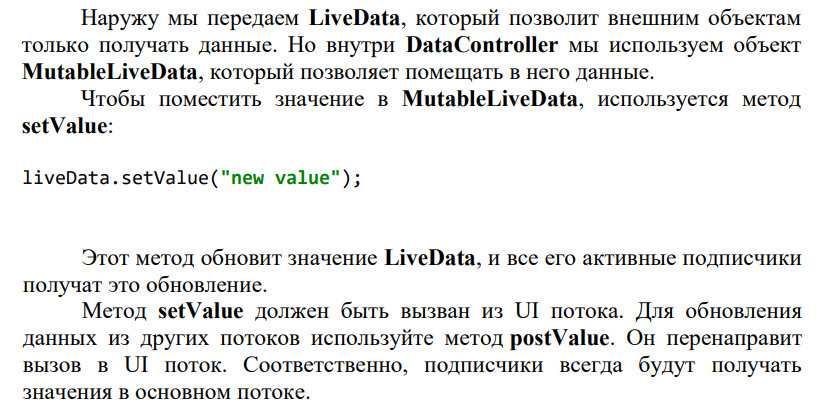 Наружу мы передаем LiveData, который позволит внешним объектам
только получать данные. Но внутри DataController мы используем объект
MutableLiveData, который позволяет помещать в него данные.
Чтобы поместить значение в MutableLiveData, используется метод
setValue:
liveData.setValue("new value");
Этот метод обновит значение LiveData, и все его активные подписчики
получат это обновление.
Метод setValue должен быть вызван из UI потока. Для обновления
данных из других потоков используйте метод postValue. Он перенаправит
вызов в UI поток. Соответственно, подписчики всегда будут получать
значения в основном потоке.